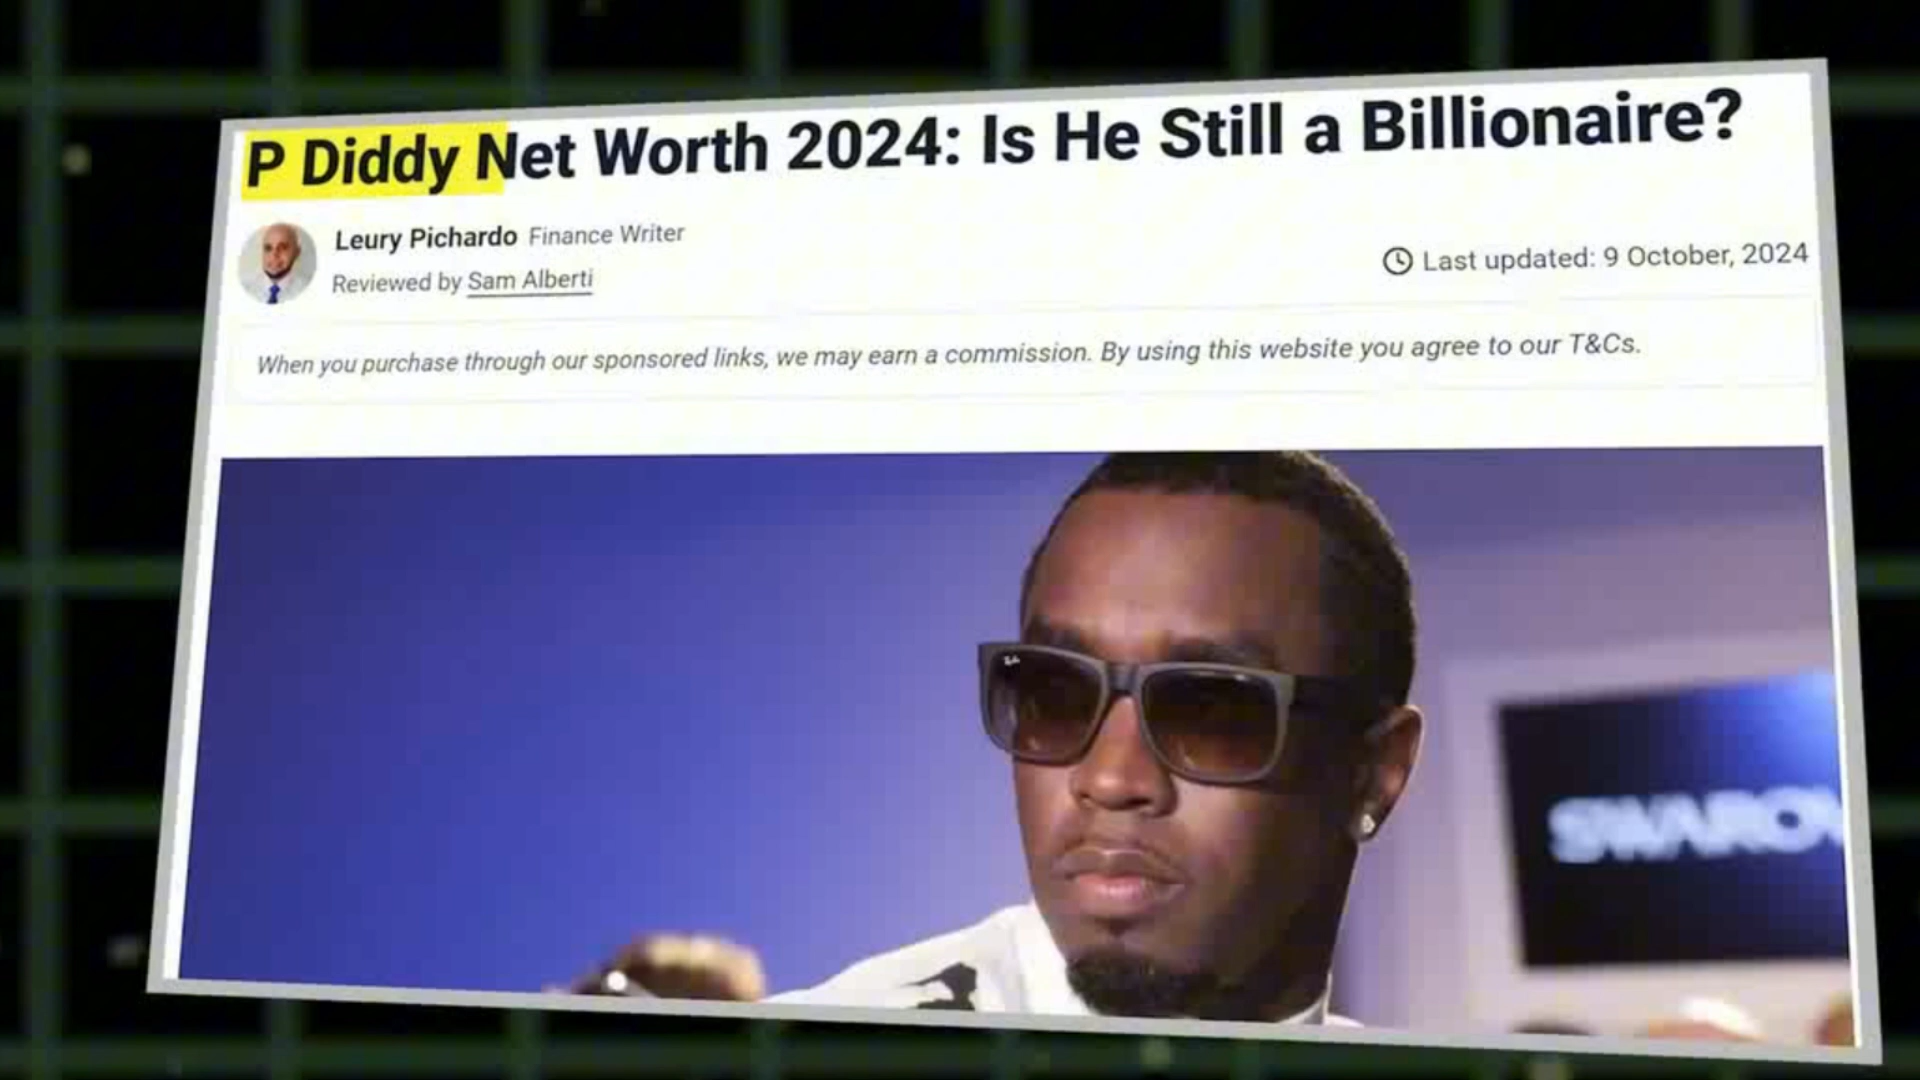 P Diddy Net Worth 2024: Is He Still a Billionaire?
Leury Pichardo Finance Writer
Reviewed by Sam Alberti
Last updated: 9 October, 2024
When you purchase through our sponsored links, we may earn a commission. By using this website you agree to our T&Cs.
SWAROV